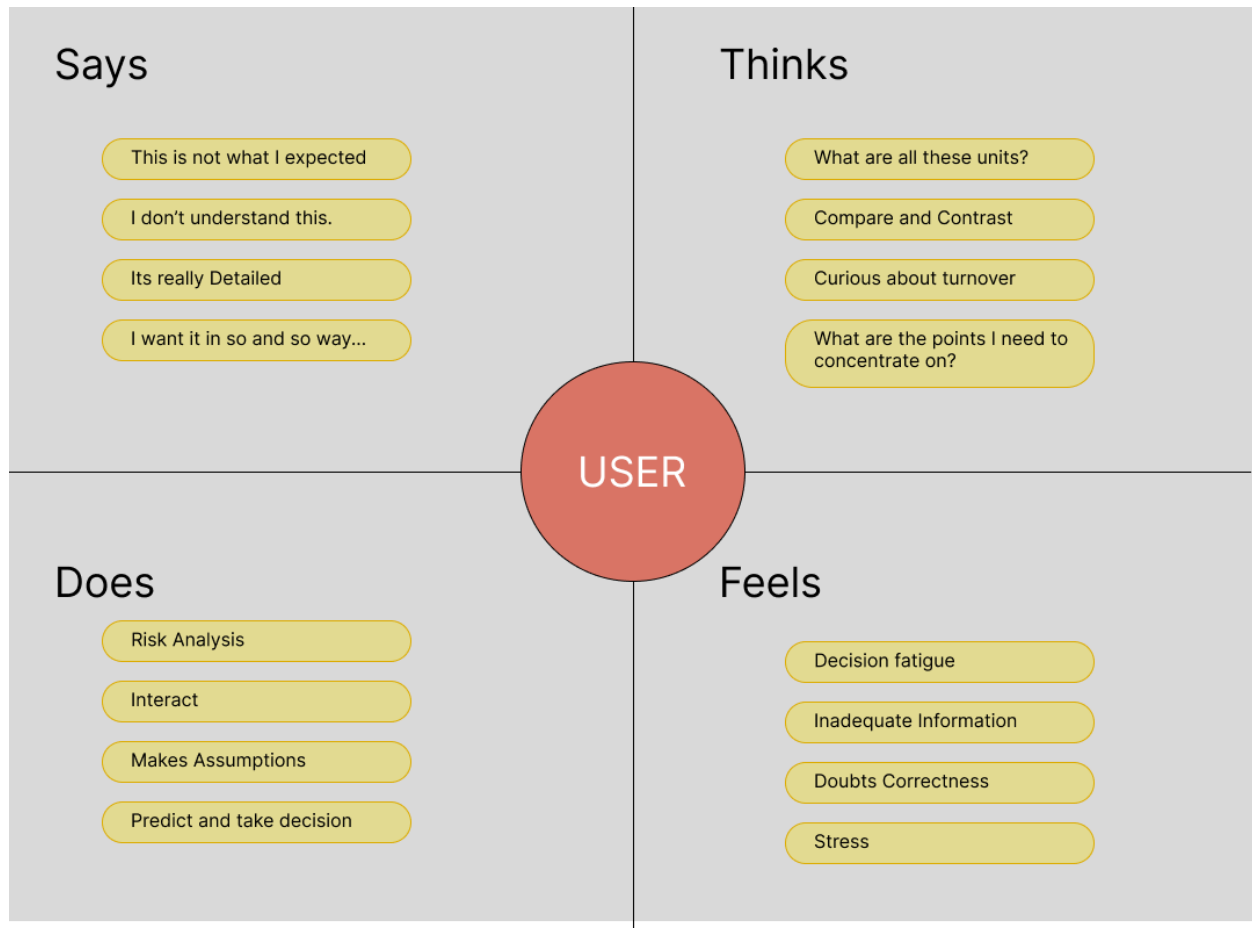 Says
This is not what I expected
I don’t understand this.
Its really Detailed
I want it in so and so way...
Thinks
What are all these units?
Compare and Contrast
Curious about turnover
What are the points I need to
concentrate on?
USER
Does
Risk Analysis
Interact
Makes Assumptions
Predict and take decision
Feels
Decision fatigue
Inadequate Information
Doubts Correctness
Stress